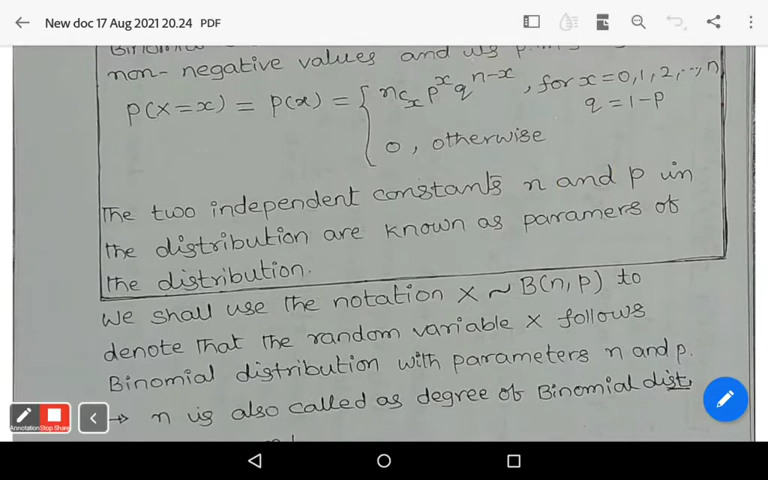 New doc 17 Aug 2021 20.24 PDF
non-negative values and its
P(X=x) = p(x) = { nCx p^x q^n-x , for x=0,1,2,..,n
q = 1-p
0, otherwise
The two independent constants n and p in
the distribution are known as paramers of
the distribution.
We shall use the notation X ~ B(n,p) to
denote that the random variable X follows
Binomial distribution with parameters n and p.
→ n is also called as degree of Binomial dist.
Annotation Stop Share